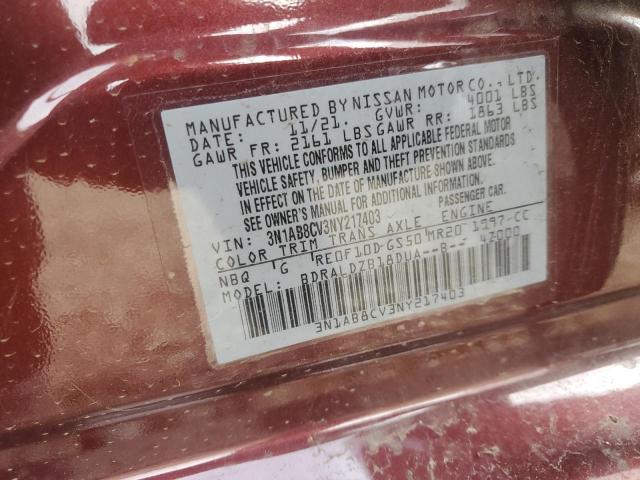 MANUFACTURED BY NISSAN MOTOR CO., LTD.
DATE: 11/21. GVWR: 4001 LBS
GAWR FR: 2161 LBS GAWR RR: 1863 LBS
THIS VEHICLE CONFORMS TO ALL APPLICABLE FEDERAL MOTOR
VEHICLE SAFETY, BUMPER AND THEFT PREVENTION STANDARDS
IN EFFECT ON THE DATE OF MANUFACTURE SHOWN ABOVE.
SEE OWNER'S MANUAL FOR ADDITIONAL INFORMATION.
VIN: 3N1AB8CV3NY217403 PASSENGER CAR.
COLOR TRIM TRANS AXLE ENGINE
NBQ G RE0F10D GS50 MR20 1997 CC
MODEL: BDRALDZB18DUA--B-- 42000
3N1AB8CV3NY217403